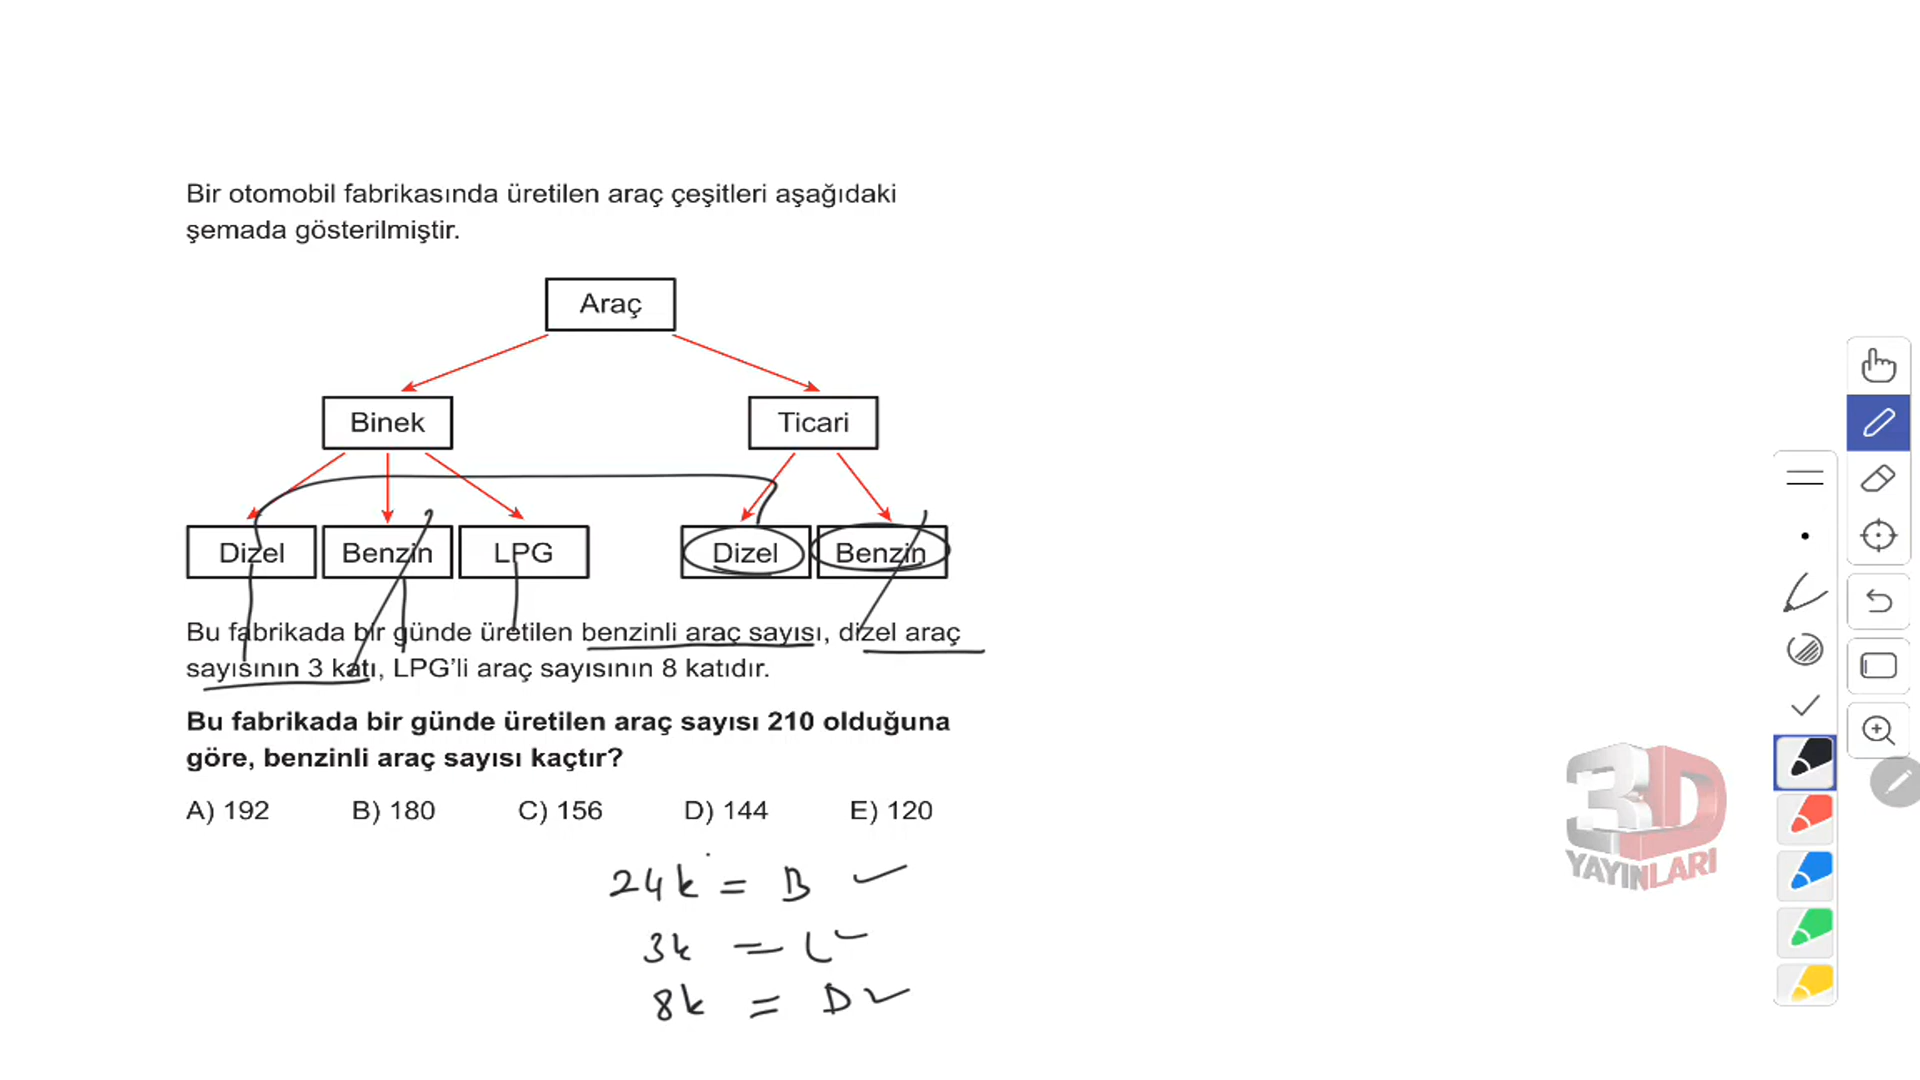 Bir otomobil fabrikasında üretilen araç çeşitleri aşağıdaki
şemada gösterilmiştir.
Araç
Binek
Ticari
Dizel
Benzin
LPG
Dizel
Benzin
Bu fabrikada bir günde üretilen benzinli araç sayısı, dizel araç
sayısının 3 katı, LPG'li araç sayısının 8 katıdır.
Bu fabrikada bir günde üretilen araç sayısı 210 olduğuna
göre, benzinli araç sayısı kaçtır?
A) 192 B) 180 C) 156 D) 144 E) 120
24k = B
3k = L
8k = D
3D
YAYINLARI